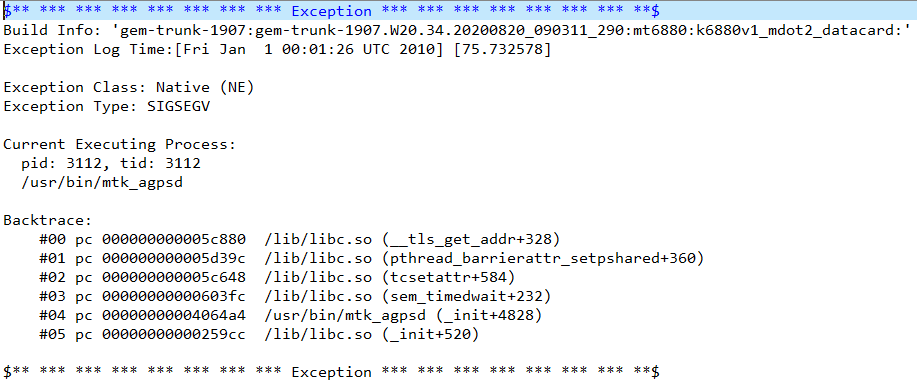 $** *** *** *** *** *** *** *** Exception *** *** *** *** *** *** *** *** **$
Build Info: 'gem-trunk-1907:gem-trunk-1907.W20.34.20200820_090311_290:mt6880:k6880v1_mdot2_datacard:'
Exception Log Time:[Fri Jan  1 00:01:26 UTC 2010] [75.732578]

Exception Class: Native (NE)
Exception Type: SIGSEGV

Current Executing Process:
  pid: 3112, tid: 3112
  /usr/bin/mtk_agpsd

Backtrace:
    #00 pc 000000000005c880  /lib/libc.so (__tls_get_addr+328)
    #01 pc 000000000005d39c  /lib/libc.so (pthread_barrierattr_setpshared+360)
    #02 pc 000000000005c648  /lib/libc.so (tcsetattr+584)
    #03 pc 00000000000603fc  /lib/libc.so (sem_timedwait+232)
    #04 pc 00000000004064a4  /usr/bin/mtk_agpsd (_init+4828)
    #05 pc 00000000000259cc  /lib/libc.so (_init+520)

$** *** *** *** *** *** *** *** Exception *** *** *** *** *** *** *** *** **$